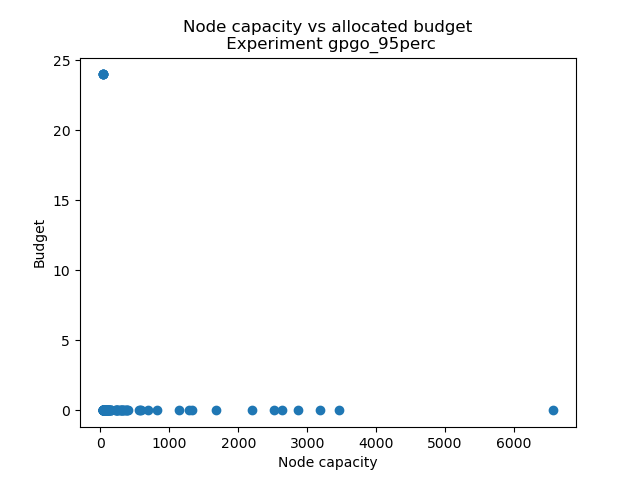 Node capacity vs allocated budget
Experiment gpgo_95perc
25
20
15
10
5
0
Budget
0 1000 2000 3000 4000 5000 6000
Node capacity